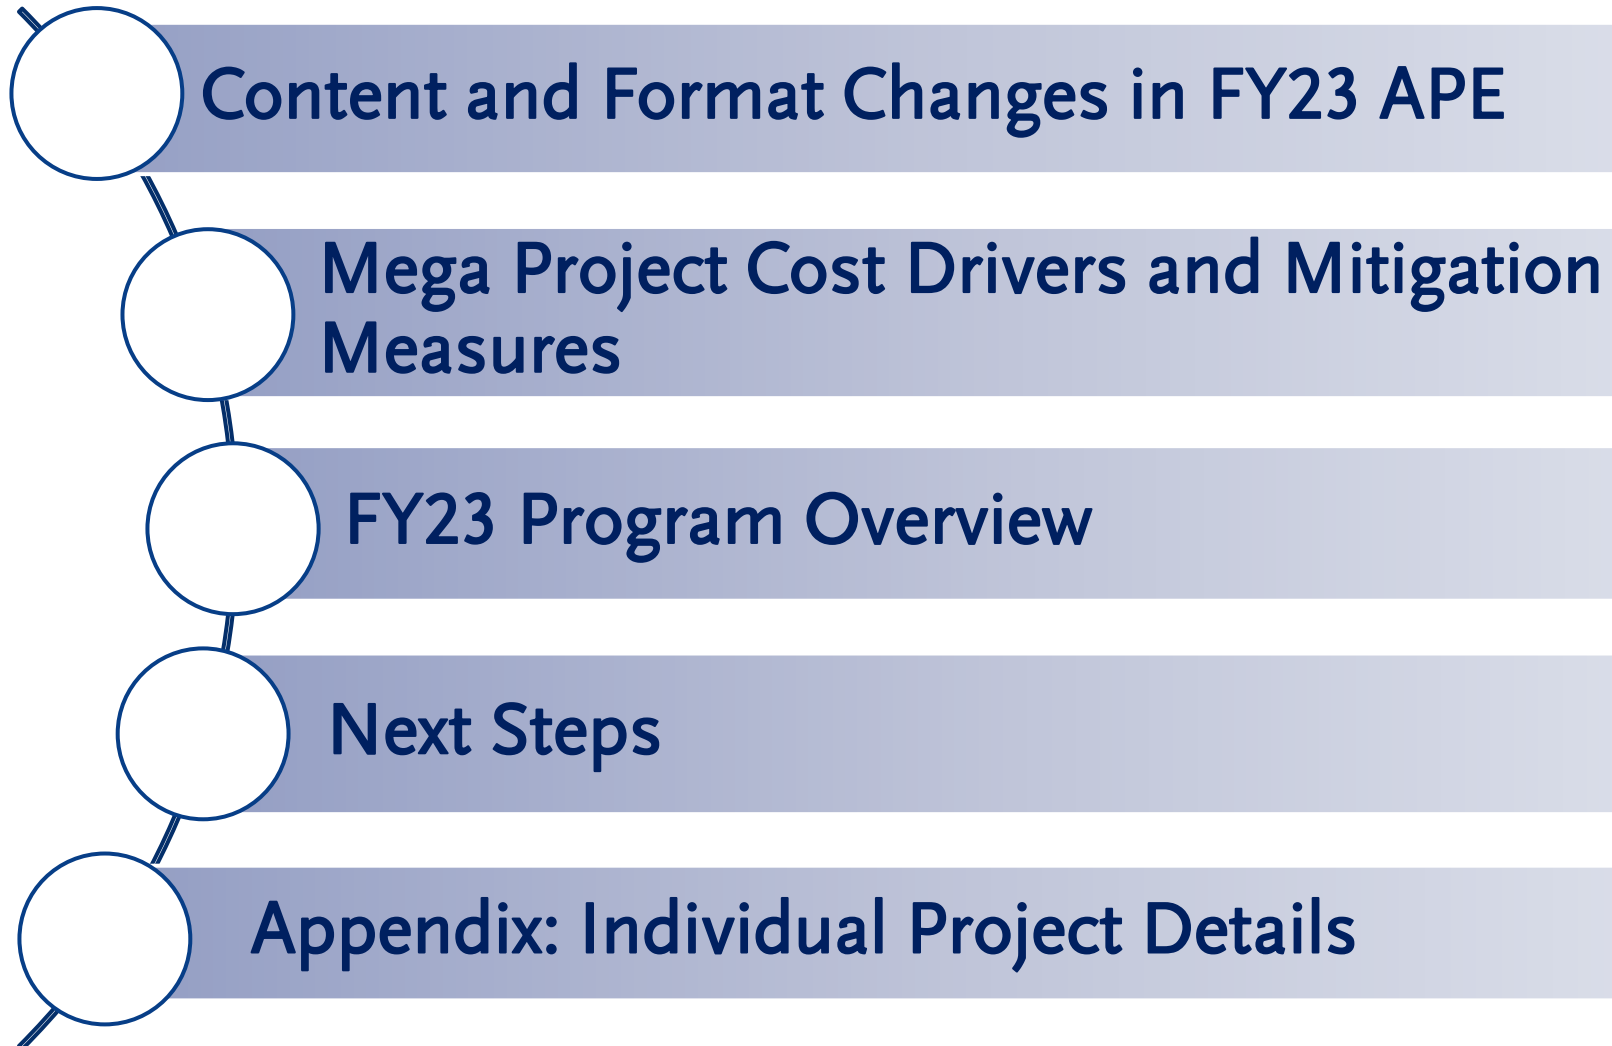 Content and Format Changes in FY23 APE
Mega Project Cost Drivers and Mitigation
Measures
FY23 Program Overview
Next Steps
Appendix: Individual Project Details